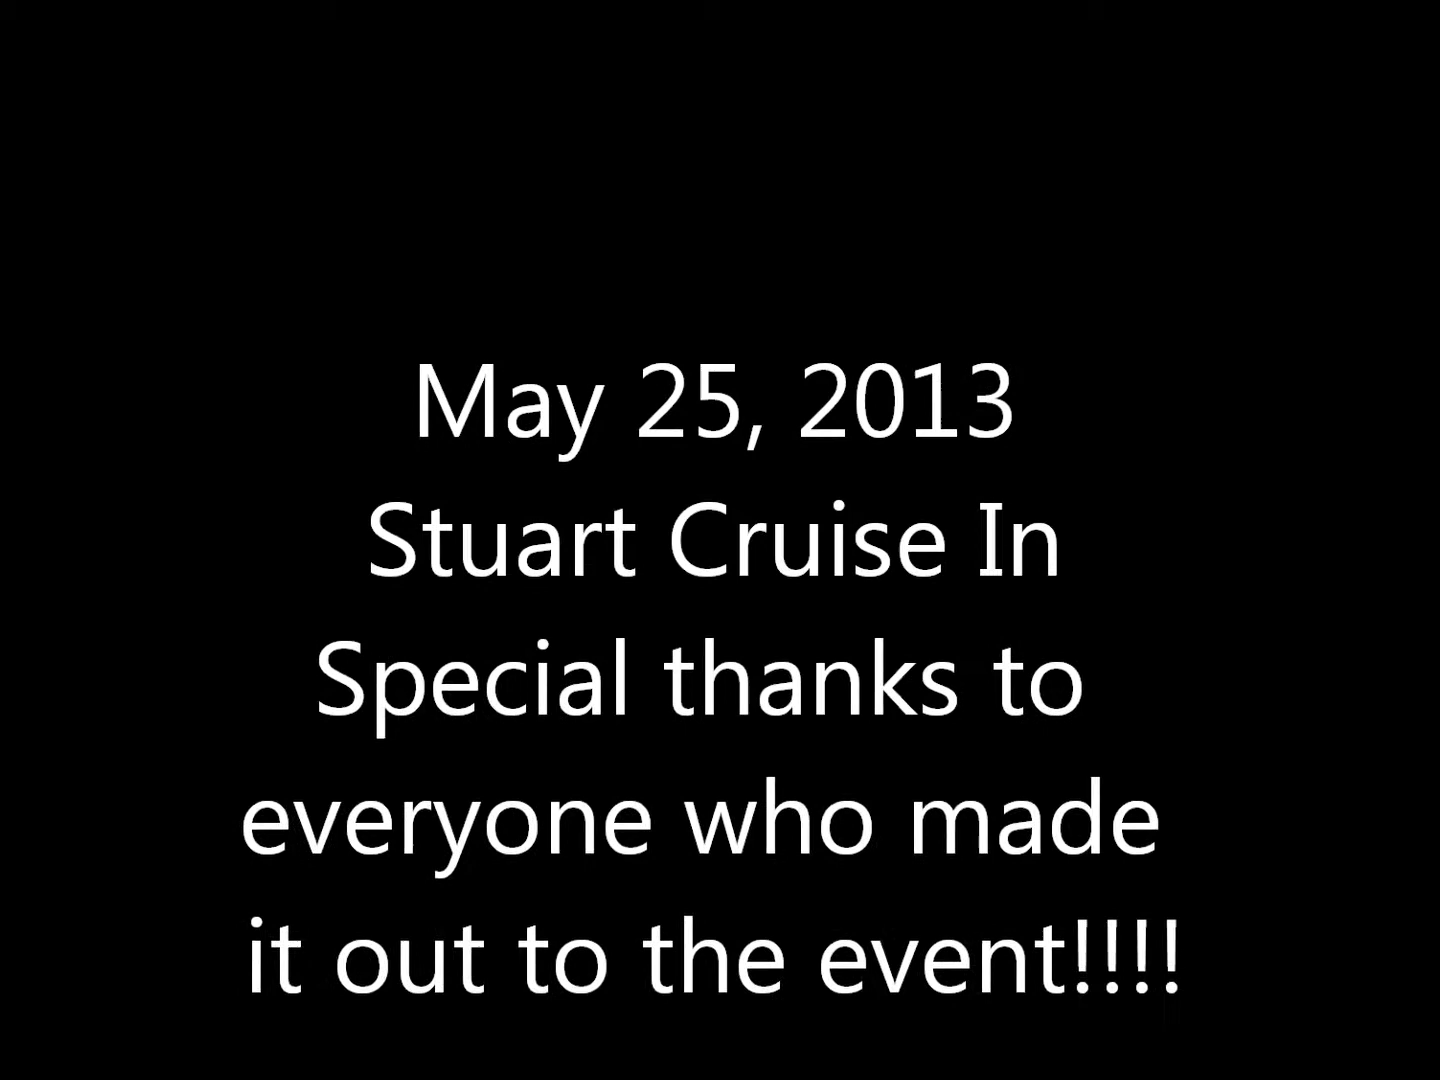 May 25, 2013
Stuart Cruise In
Special thanks to
everyone who made
it out to the event!!!!